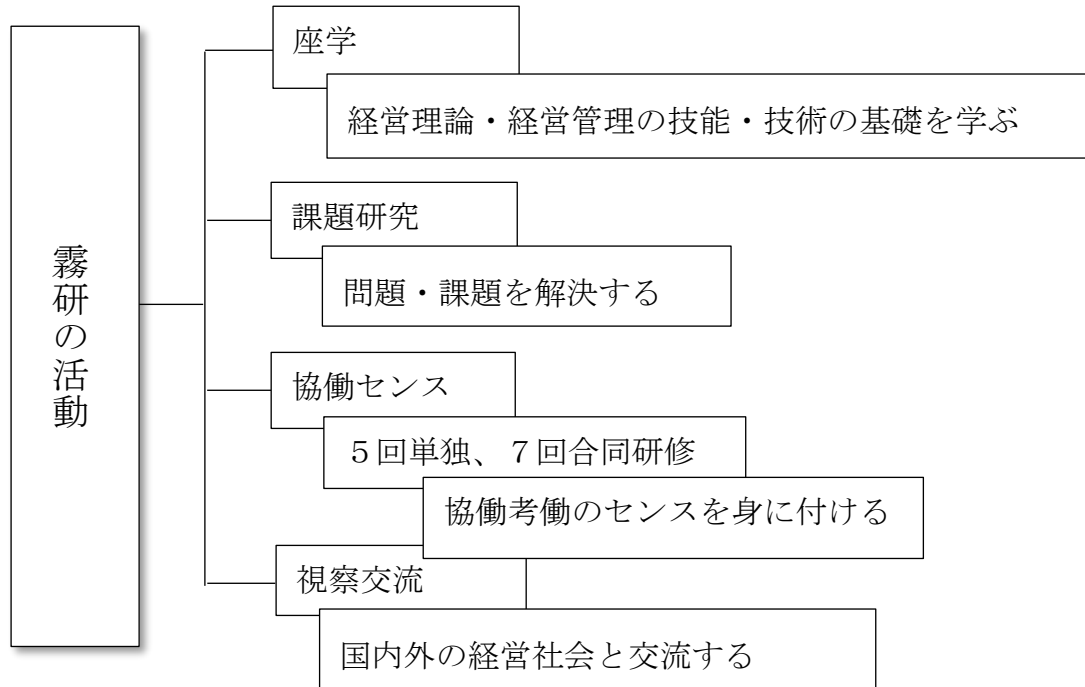 霧研の活動
座学
経営理論・経営管理の技能・技術の基礎を学ぶ
課題研究
問題・課題を解決する
協働センス
５回単独、７回合同研修
協働考働のセンスを身に付ける
視察交流
国内外の経営社会と交流する